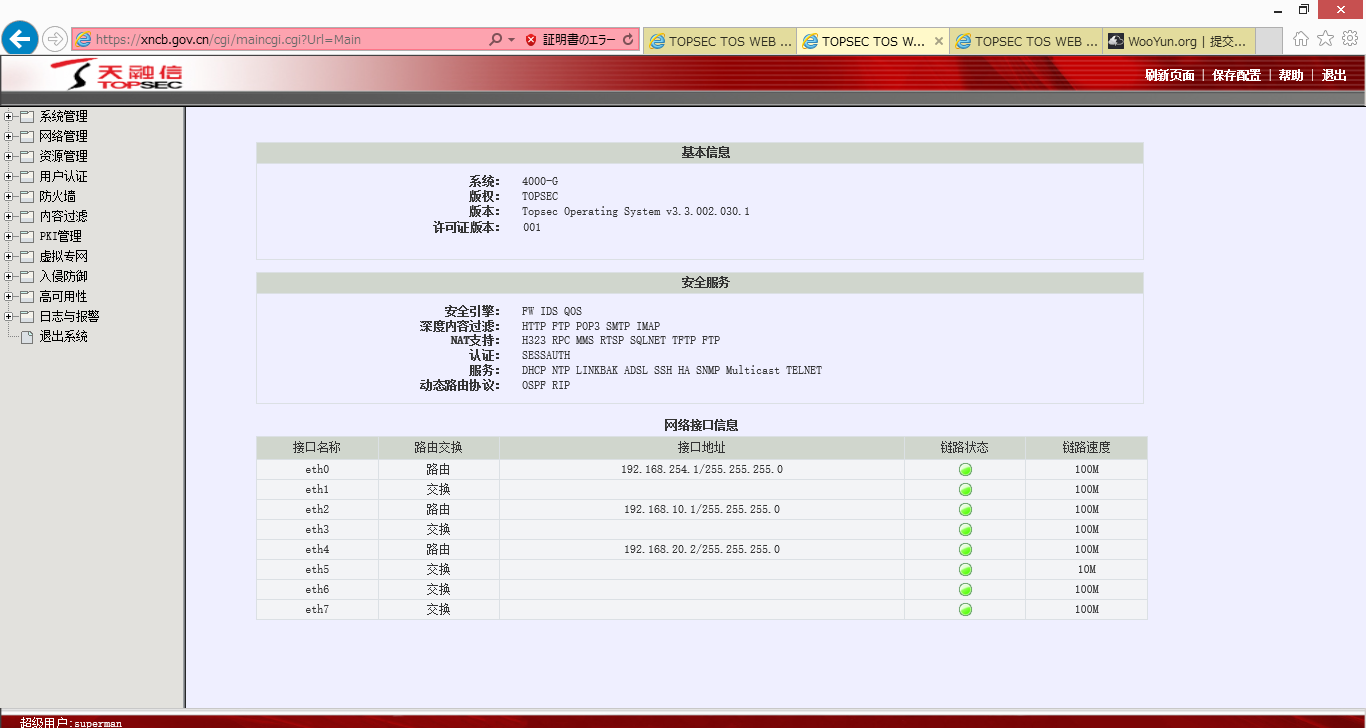 https://xncb.gov.cn/cgi/maincgi.cgi?Url=Main 証明書のエラー TOPSEC TOS WEB ... TOPSEC TOS W... TOPSEC TOS WEB ... WooYun.org | 提交...
天融信
TOPSEC
刷新页面 | 保存配置 | 帮助 | 退出
系统管理
网络管理
资源管理
用户认证
防火墙
内容过滤
PKI管理
虚拟专网
入侵防御
高可用性
日志与报警
退出系统
基本信息
系统: 4000-G
版权: TOPSEC
版本: Topsec Operating System v3.3.002.030.1
许可证版本: 001
安全服务
安全引擎: FW IDS QOS
深度内容过滤: HTTP FTP POP3 SMTP IMAP
NAT支持: H323 RPC MMS RTSP SQLNET TFTP FTP
认证: SESSAUTH
服务: DHCP NTP LINKBAK ADSL SSH HA SNMP Multicast TELNET
动态路由协议: OSPF RIP
网络接口信息
接口名称 路由交换 接口地址 链路状态 链路速度
eth0 路由 192.168.254.1/255.255.255.0 100M
eth1 交换 100M
eth2 路由 192.168.10.1/255.255.255.0 100M
eth3 交换 100M
eth4 路由 192.168.20.2/255.255.255.0 100M
eth5 交换 10M
eth6 交换 100M
eth7 交换 100M
超级用户:superman